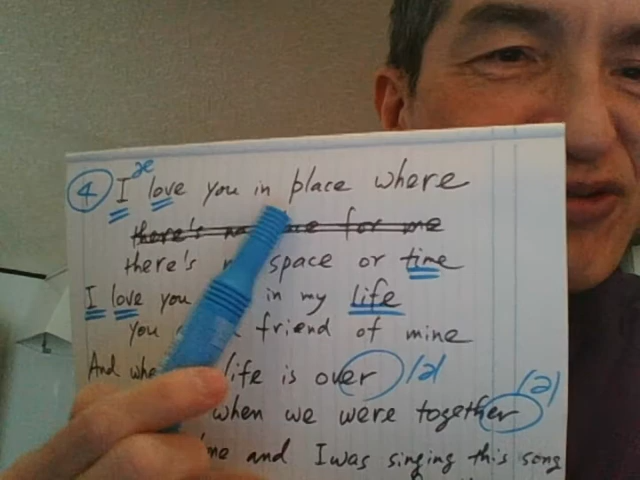 ④ I love you in place where
æ
there's for me
there's space or time
I love you in my life
you friend of mine
And life is over /ə/
when we were together /ə/
and I was singing this song